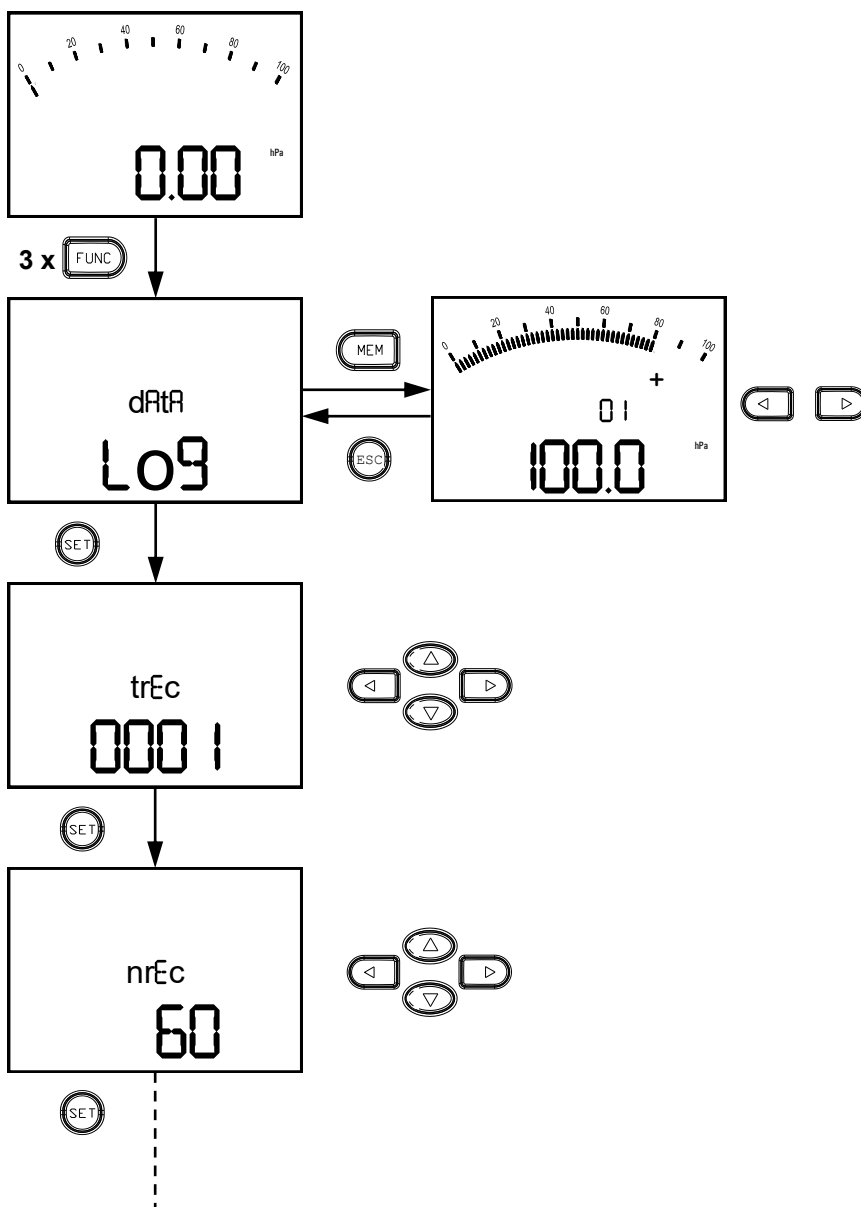 0 20 40 60 80 100
0.00 hPa
3 x FUNC
dAtA
LoG
MEM
ESC
0 20 40 60 80 100
+
01
100.0 hPa
SET
trEc
0001
SET
nrEc
60
SET